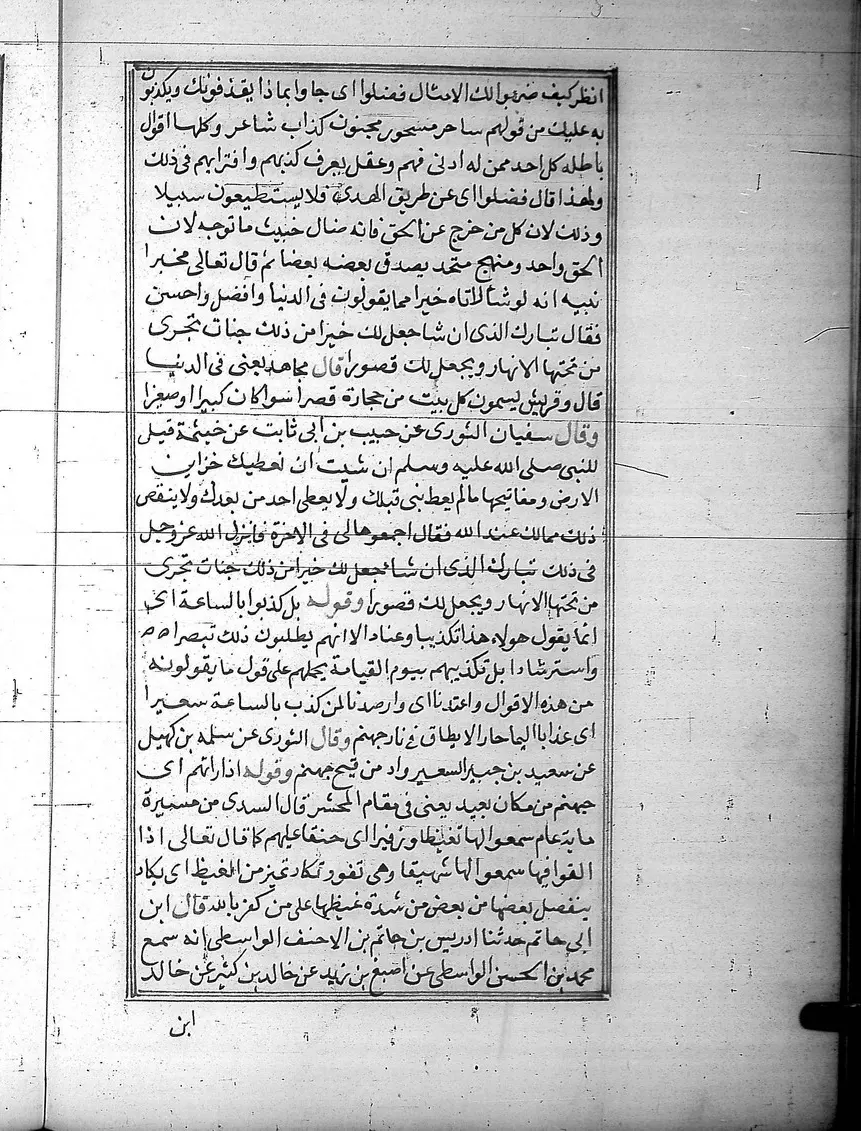 انظر كيف ضربوا لك الامثال فضلوا اى جاوا بما ذا يقذفونك ويكذبون
به عليك من قولهم ساحر مسحور مجنون كذاب شاعر وكلها اقوال
باطله كل احد ممن له ادنى فهم وعقل يعرف كذبهم وافترايهم فى ذلك
ولهذا قال فضلوا اى عن طريق الهدى فلا يستطيعون سبيلا
وذلك لان كل من خرج عن الحق فانه ضال حيث ما توجه لان
الحق واحد ومنهج متحد يصدق بعضه بعضا ثم قال تعالى مخبرا
نبيه انه لو شا لاتاه خيرا مما يقولون فى الدنيا وافضل واحسن
فقال تبارك الذى ان شا جعل لك خيرا من ذلك جنات تجرى
من تحتها الانهار ويجعل لك قصورا قال مجاهد يعنى فى الدنيا
قال وقريش يسمون كل بيت من حجارة قصرا سوا كان كبيرا او صغيرا
وقال سفيان الثورى عن حبيب بن ابى ثابت عن خيثمة قيل
للنبى صلى الله عليه وسلم ان شيت ان نعطيك خزاين
الارض ومفاتيحها ما لم يعط نبى قبلك ولا يعطى احد من بعدك ولا ينقص
ذلك ممالك عند الله فقال اجمعوها لى فى الاخرة فانزل الله عز وجل
فى ذلك تبارك الذى ان شا جعل لك خيرا من ذلك جنات تجرى
من تحتها الانهار ويجعل لك قصورا وقوله بل كذبوا بالساعة اى
انما يقول هولاء هذا تكذيبا وعنادا لا انهم يطلبون ذلك تبصرا
واسترشادا بل تكذيبهم بيوم القيامة يحملهم على قول ما يقولونه
من هذه الاقوال واعتدنا اى وارصدنا لمن كذب بالساعة سعيرا
اى عذابا اليما حارا لا يطاق فى نار جهنم وقال الثورى عن سلمه بن كهيل
عن سعيد بن جبير السعير واد من قيح جهنم وقوله اذا راتهم اى
جهنم من مكان بعيد يعنى فى مقام المحشر قال السدى من مسيرة
ماية عام سمعوا لها تغيظا وزفيرا اى حنقا عليهم كما قال تعالى اذا
القوا فيها سمعوا لها شهيقا وهى تفور تكاد تميز من الغيظ اى يكاد
ينفصل بعضها من بعض من شدة غيظها على من كفر بالله قال ابن
ابى حاتم حدثنا ادريس بن حاتم بن الاحنف الواسطى انه سمع
محمد بن الحسن الواسطى عن اصبغ بن زيد عن خالد بن كثير عن خالد
ابن